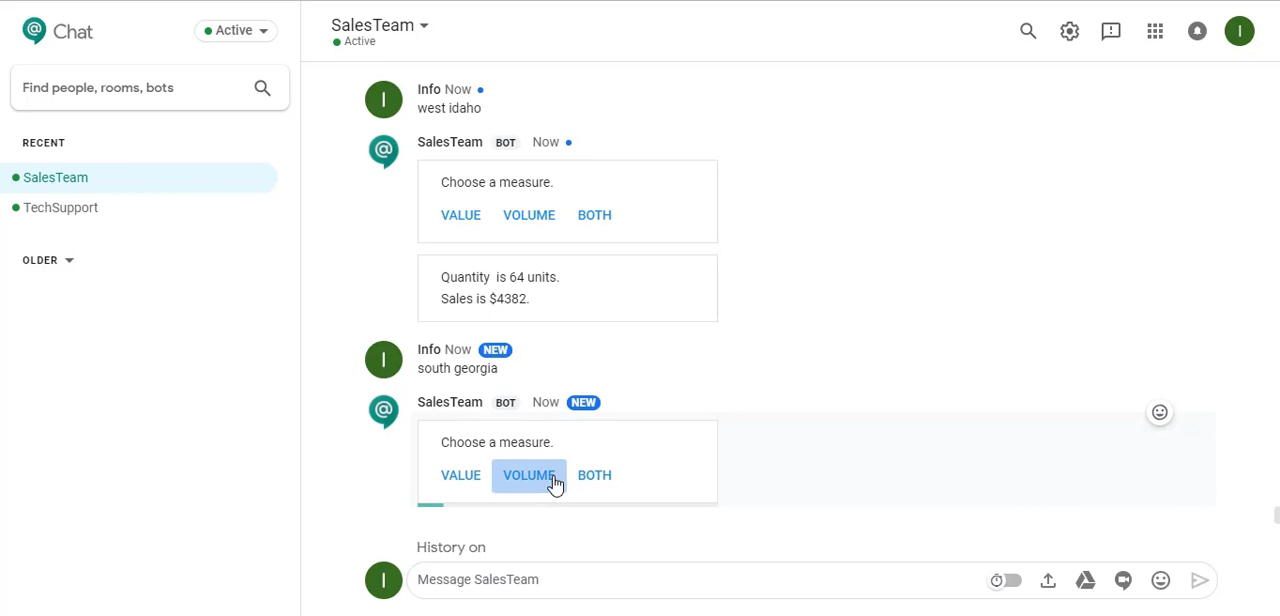 Chat
Active
SalesTeam
Active
I
Find people, rooms, bots
RECENT
SalesTeam
TechSupport
OLDER
I
Info Now
west idaho
SalesTeam BOT Now
Choose a measure.
VALUE VOLUME BOTH
Quantity is 64 units.
Sales is $4382.
I
Info Now NEW
south georgia
SalesTeam BOT Now NEW
Choose a measure.
VALUE VOLUME BOTH
History on
I
Message SalesTeam